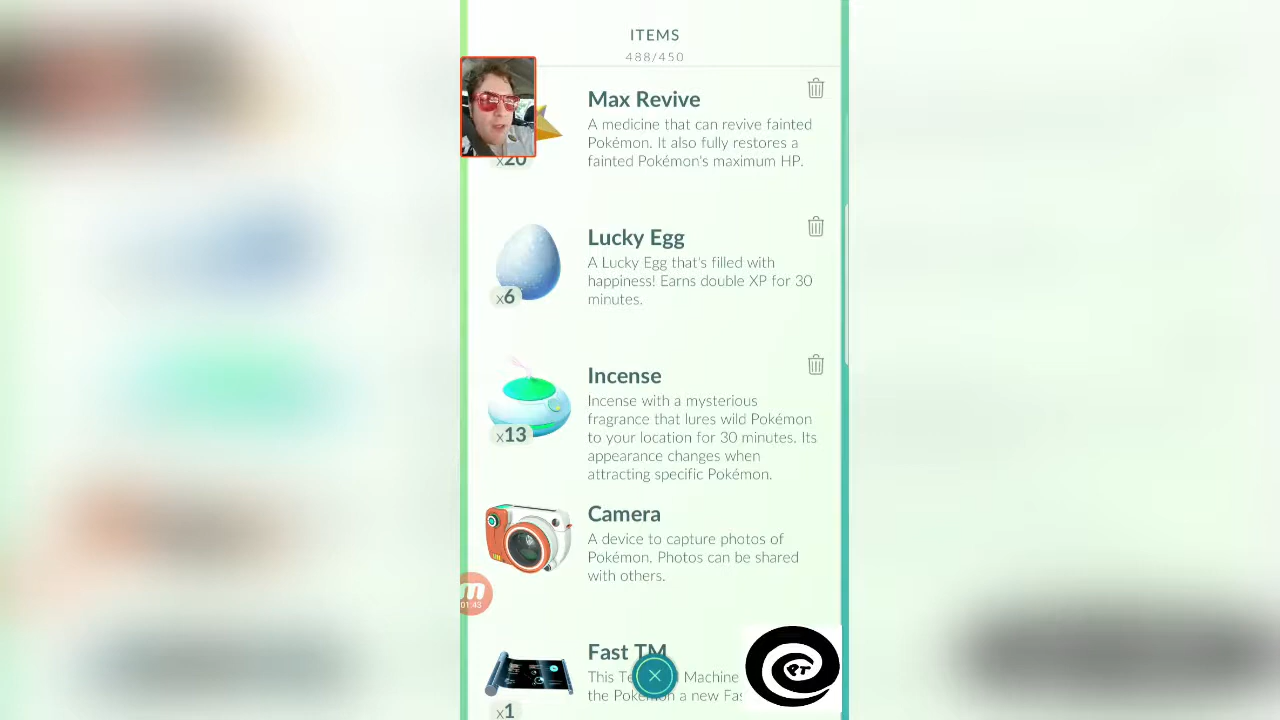 ITEMS
488/450
Max Revive
A medicine that can revive fainted
Pokémon. It also fully restores a
fainted Pokémon's maximum HP.
x20
Lucky Egg
A Lucky Egg that's filled with
happiness! Earns double XP for 30
minutes.
x6
Incense
Incense with a mysterious
fragrance that lures wild Pokémon
to your location for 30 minutes. Its
appearance changes when
attracting specific Pokémon.
x13
Camera
A device to capture photos of
Pokémon. Photos can be shared
with others.
m
01:43
Fast TM
This Machine
the Pokémon a new Fas
x1
PT